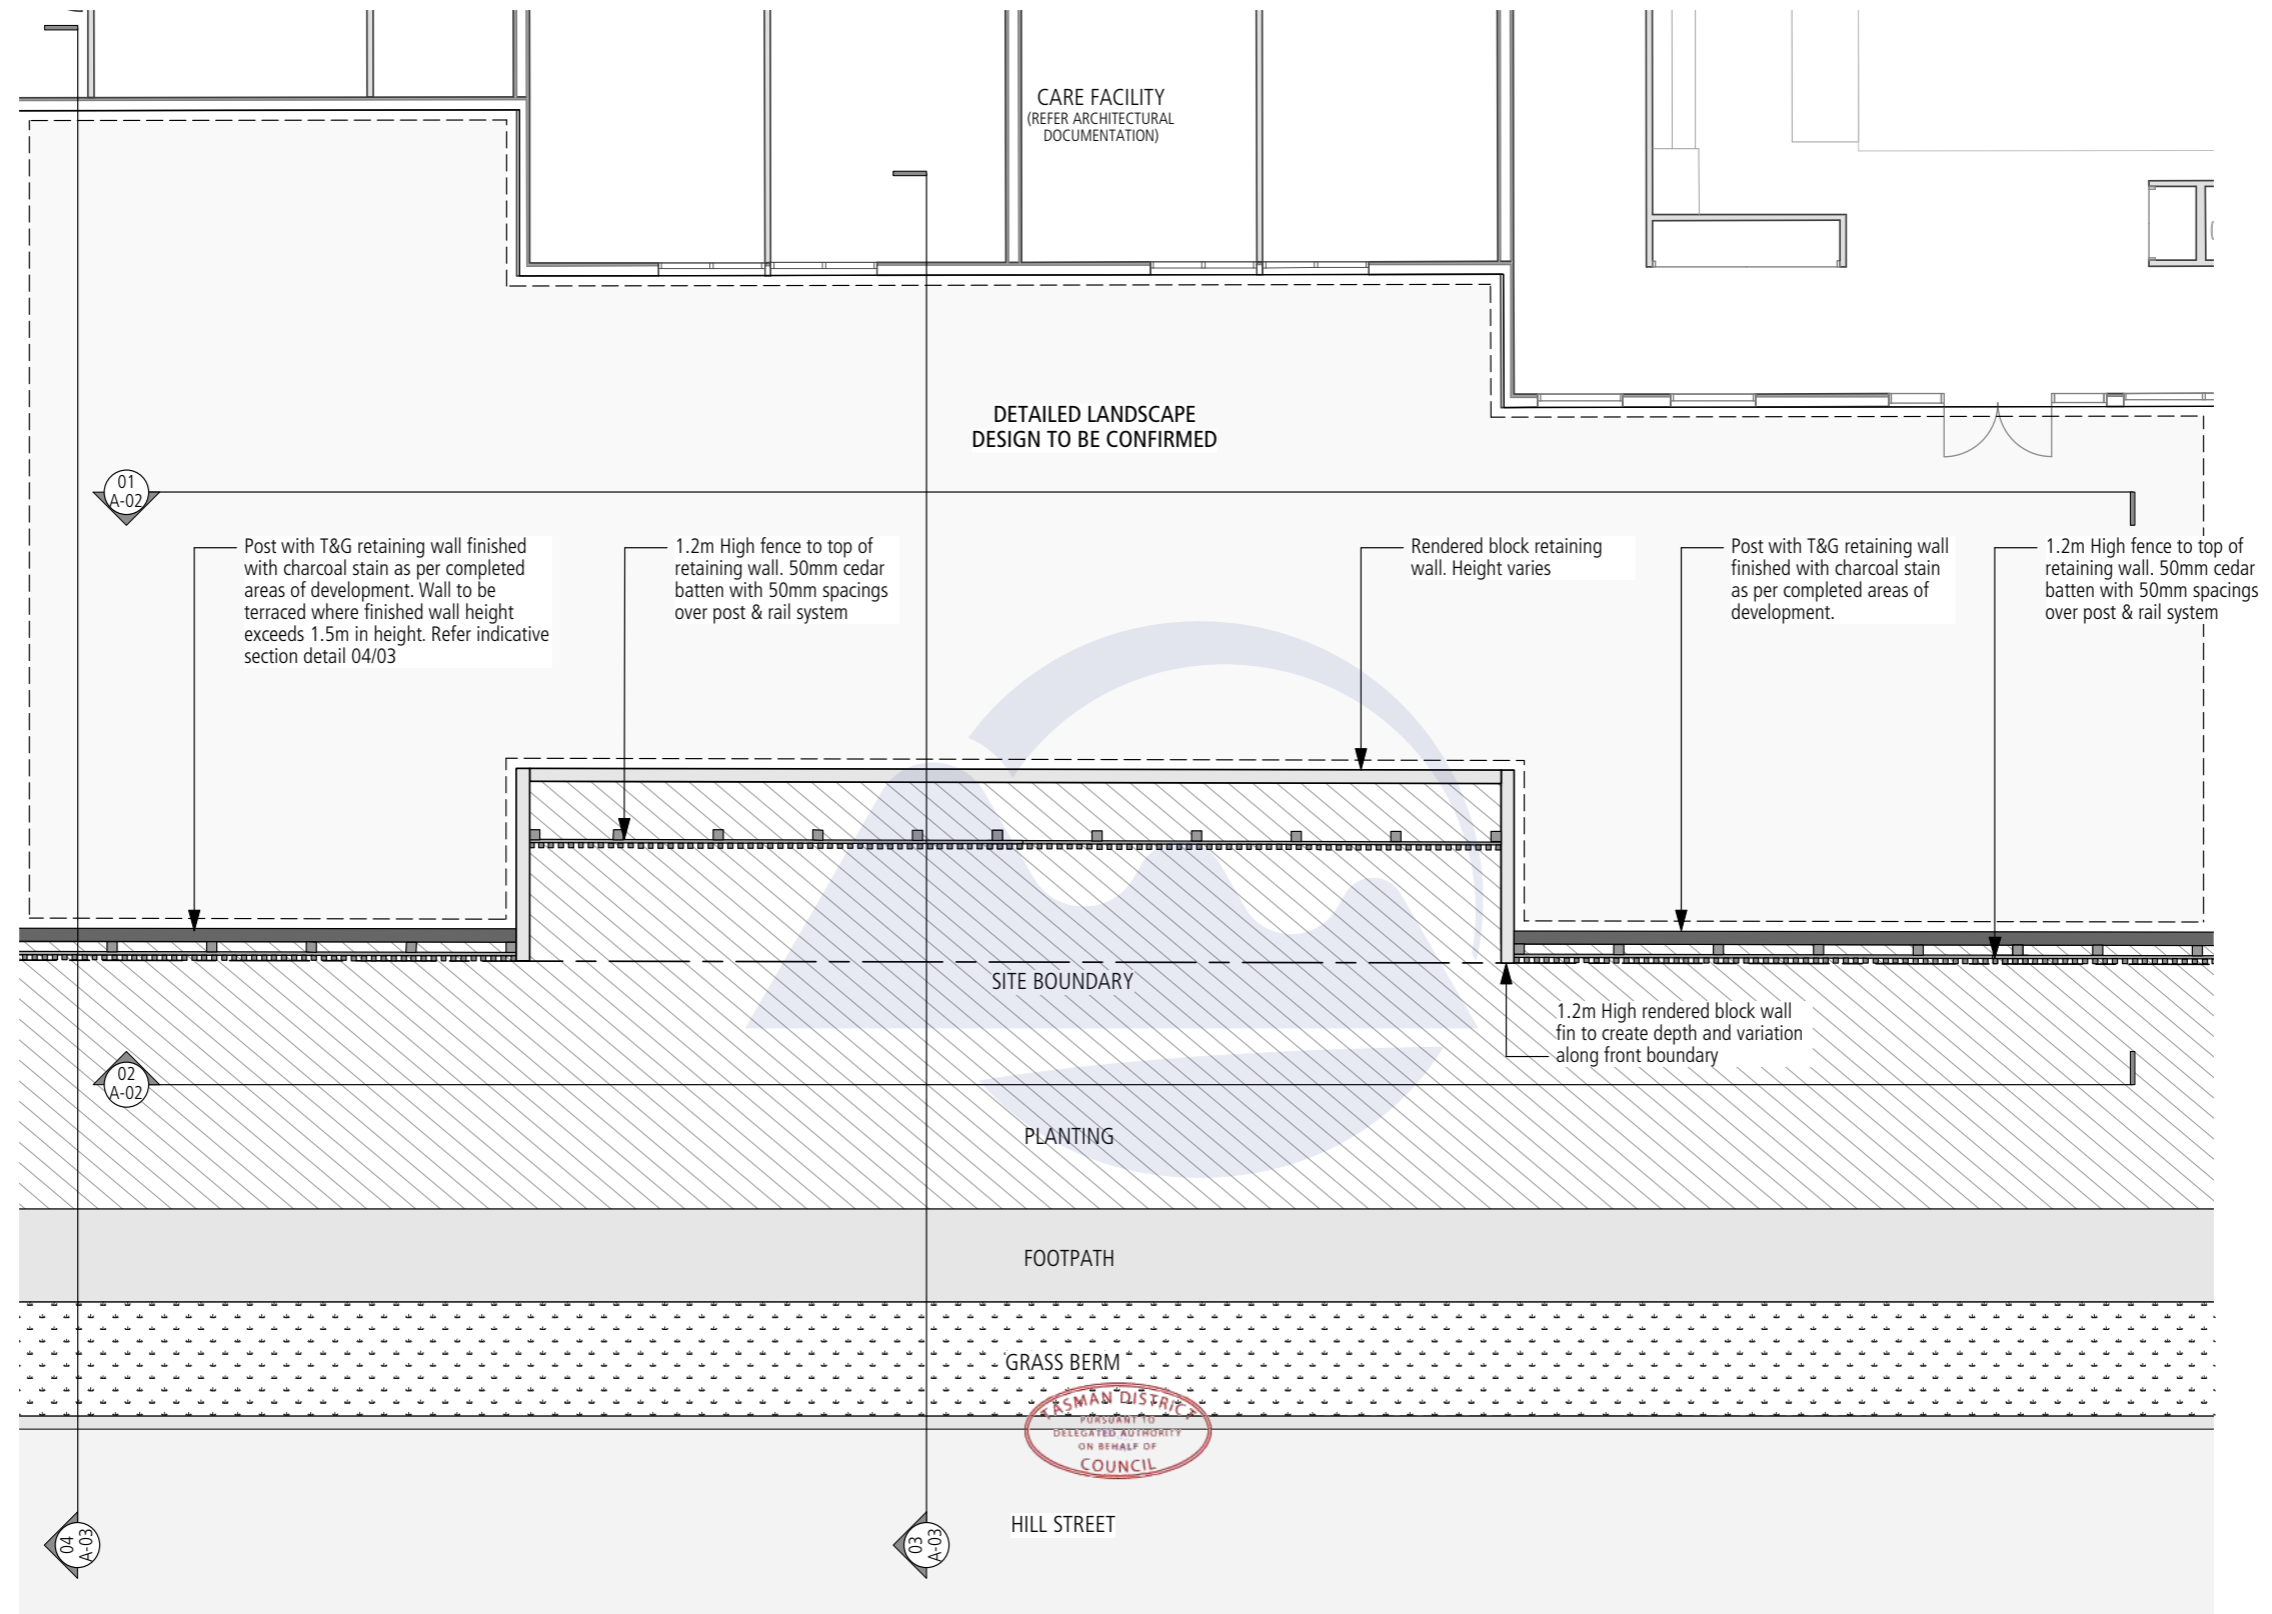 CARE FACILITY
(REFER ARCHITECTURAL
DOCUMENTATION)
DETAILED LANDSCAPE
DESIGN TO BE CONFIRMED
01
A-02
Post with T&G retaining wall finished
with charcoal stain as per completed
areas of development. Wall to be
terraced where finished wall height
exceeds 1.5m in height. Refer indicative
section detail 04/03
1.2m High fence to top of
retaining wall. 50mm cedar
batten with 50mm spacings
over post & rail system
Rendered block retaining
wall. Height varies
Post with T&G retaining wall
finished with charcoal stain
as per completed areas of
development.
1.2m High fence to top of
retaining wall. 50mm cedar
batten with 50mm spacings
over post & rail system
SITE BOUNDARY
1.2m High rendered block wall
fin to create depth and variation
along front boundary
02
A-02
PLANTING
FOOTPATH
GRASS BERM
TASMAN DISTRICT
PURSUANT TO
DELEGATED AUTHORITY
ON BEHALF OF
COUNCIL
HILL STREET
04
A-03
03
A-03